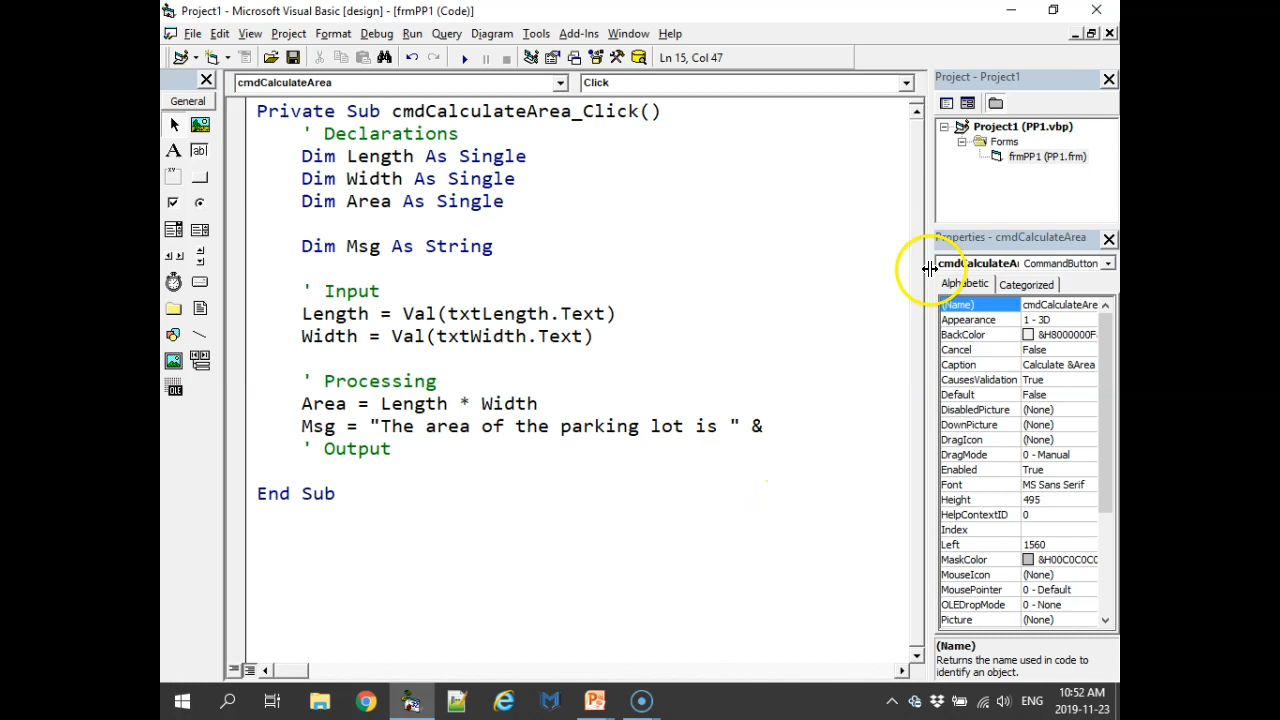 Project1 - Microsoft Visual Basic [design] - [frmPP1 (Code)]
File Edit View Project Format Debug Run Query Diagram Tools Add-Ins Window Help
Ln 15, Col 47
General
cmdCalculateArea
Click
Private Sub cmdCalculateArea_Click()
' Declarations
Dim Length As Single
Dim Width As Single
Dim Area As Single
Dim Msg As String
' Input
Length = Val(txtLength.Text)
Width = Val(txtWidth.Text)
' Processing
Area = Length * Width
Msg = "The area of the parking lot is " &
' Output
End Sub
Project - Project1
Project1 (PP1.vbp)
Forms
frmPP1 (PP1.frm)
Properties - cmdCalculateArea
cmdCalculateA CommandButton
Alphabetic Categorized
(Name) cmdCalculateAre
Appearance 1 - 3D
BackColor &H8000000F
Cancel False
Caption Calculate &Area
CausesValidation True
Default False
DisabledPicture (None)
DownPicture (None)
DragIcon (None)
DragMode 0 - Manual
Enabled True
Font MS Sans Serif
Height 495
HelpContextID 0
Index
Left 1560
MaskColor &H00C0C0C0
MouseIcon (None)
MousePointer 0 - Default
OLEDropMode 0 - None
Picture (None)
(Name)
Returns the name used in code to
identify an object.
ENG
10:52 AM
2019-11-23